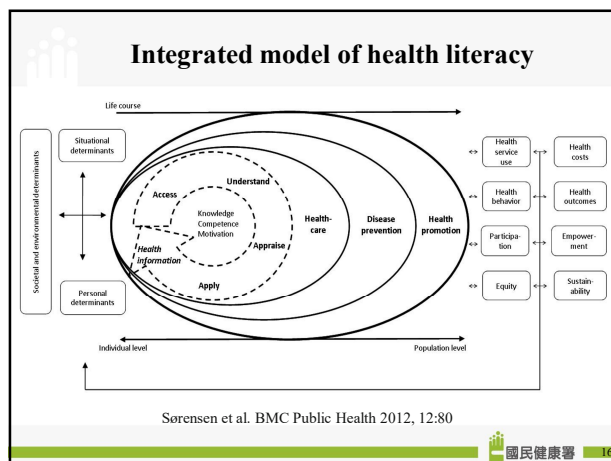 Integrated model of health literacy
Life course
Societal and environmental determinants
Situational
determinants
Personal
determinants
Access
Understand
Knowledge
Competence
Motivation
Health
information
Appraise
Apply
Health-
care
Disease
prevention
Health
promotion
Health
service
use
Health
costs
Health
behavior
Health
outcomes
Participa-
tion
Empower-
ment
Equity
Sustain-
ability
Individual level
Population level
Sørensen et al. BMC Public Health 2012, 12:80
國民健康署
16